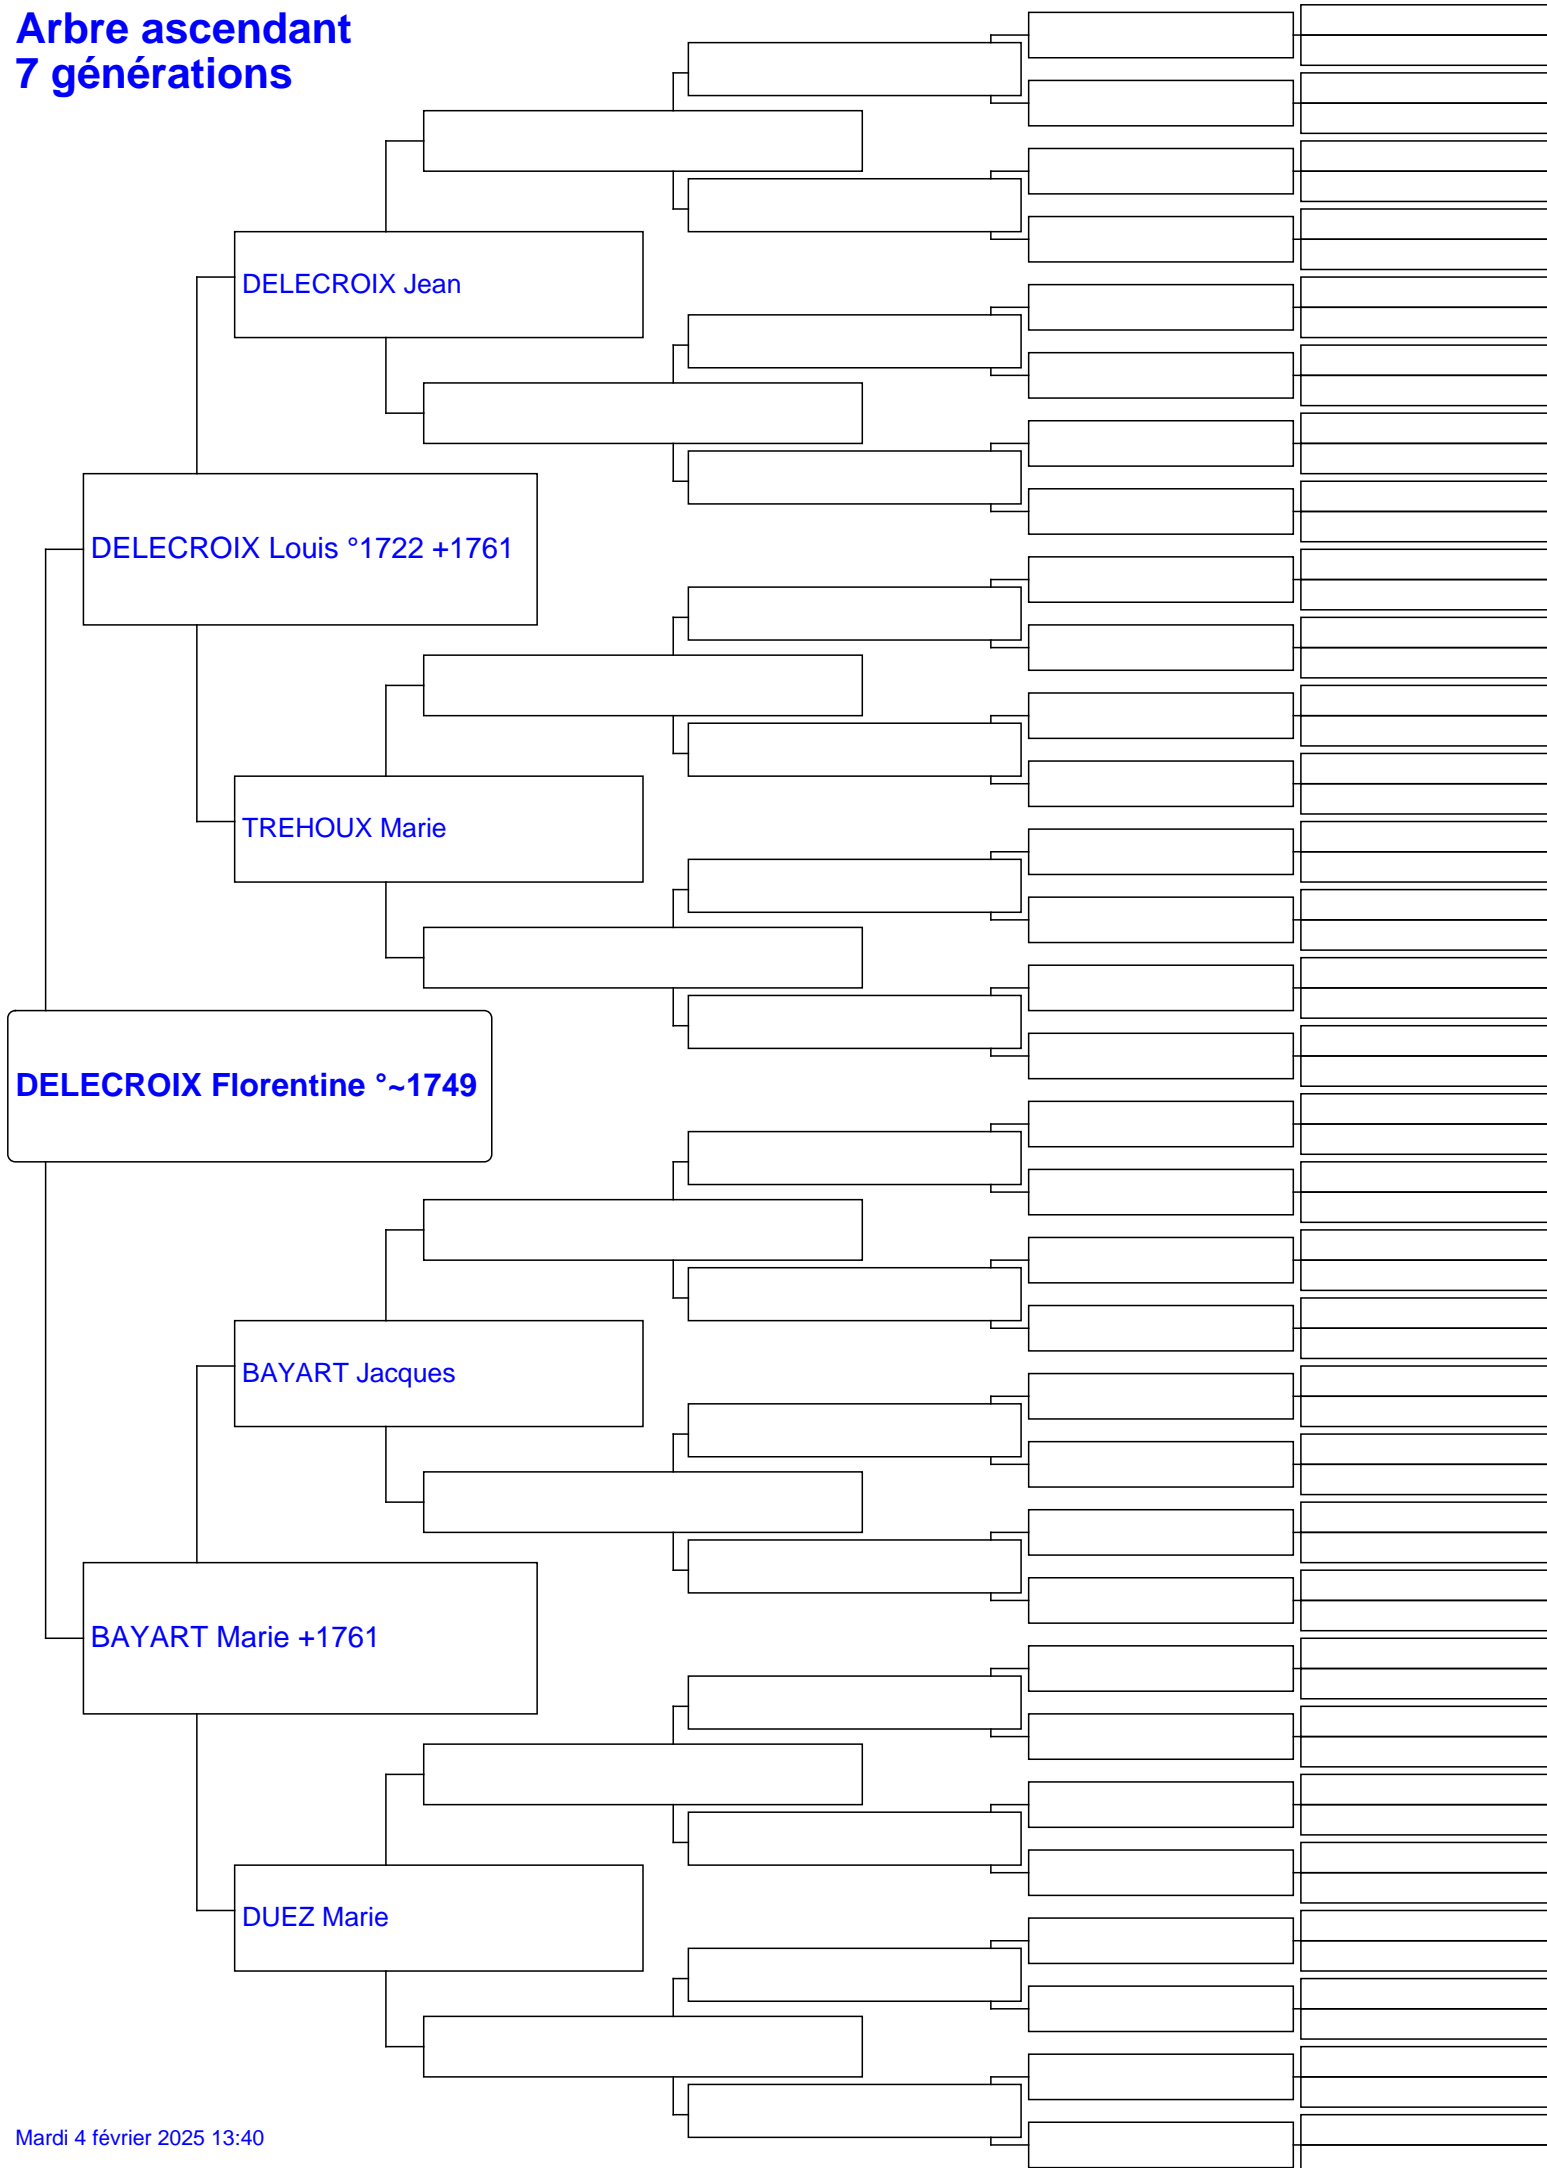 Arbre ascendant
7 générations
DELECROIX Jean
DELECROIX Louis °1722 +1761
TREHOUX Marie
DELECROIX Florentine °~1749
BAYART Jacques
BAYART Marie +1761
DUEZ Marie
Mardi 4 février 2025 13:40